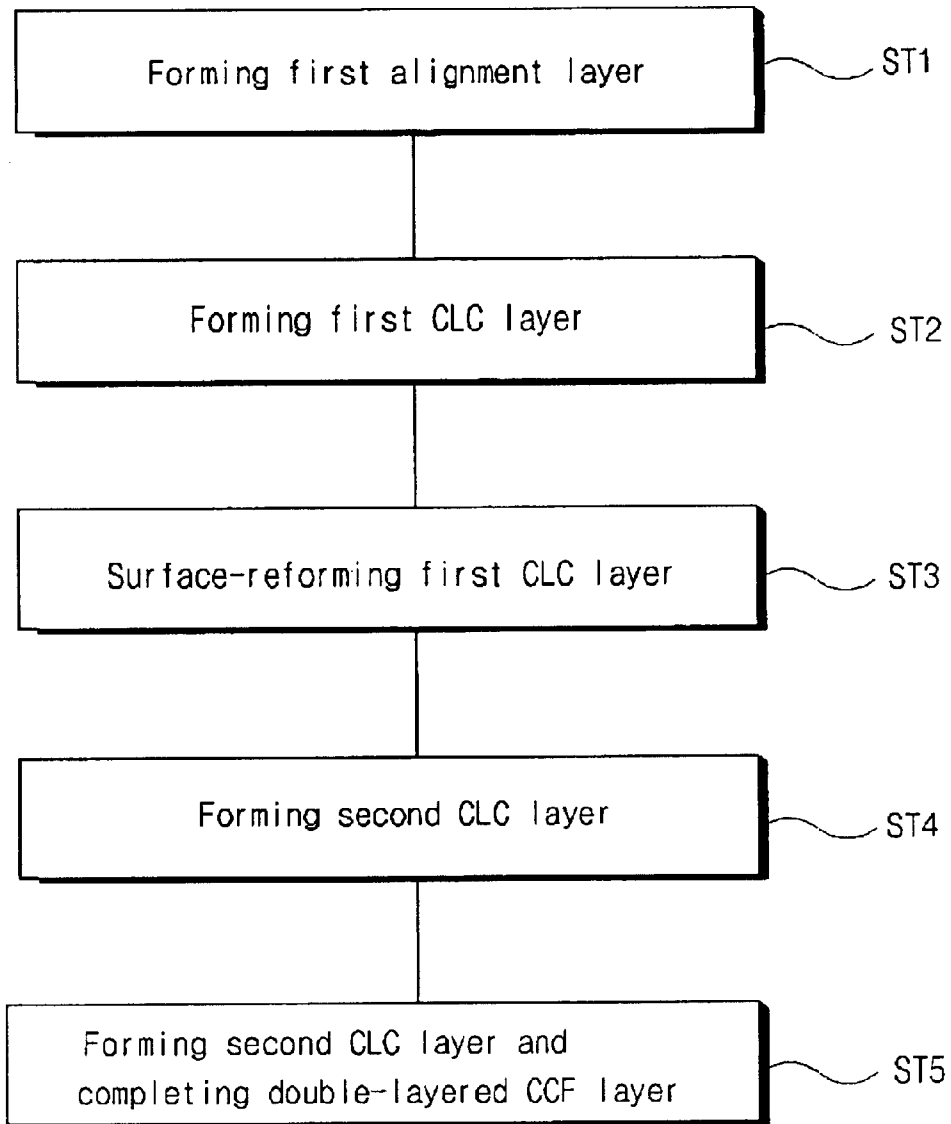 Forming first alignment layer
ST1
Forming first CLC layer
ST2
Surface-reforming first CLC layer
ST3
Forming second CLC layer
ST4
Forming second CLC layer and
completing double-layered CCF layer
ST5